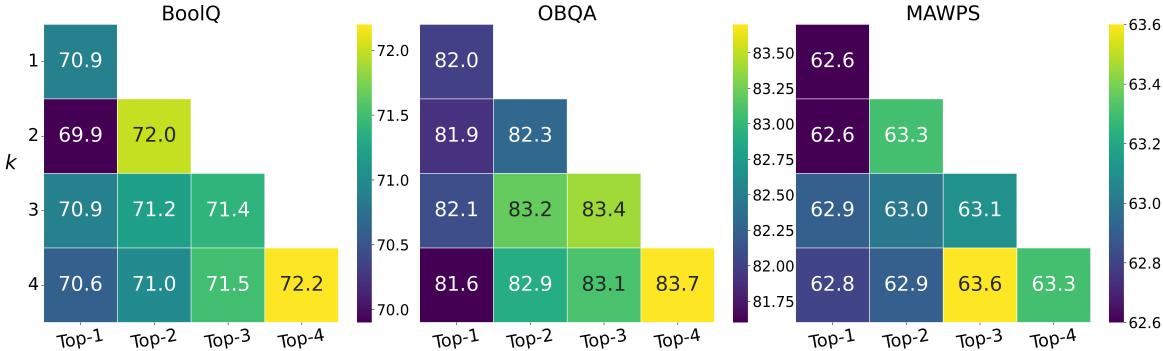 BoolQ
OBQA
MAWPS
k
1
2
3
4
70.9
69.9 72.0
70.9 71.2 71.4
70.6 71.0 71.5 72.2
Top-1 Top-2 Top-3 Top-4
72.0
71.5
71.0
70.5
70.0
82.0
81.9 82.3
82.1 83.2 83.4
81.6 82.9 83.1 83.7
Top-1 Top-2 Top-3 Top-4
83.50
83.25
83.00
82.75
82.50
82.25
82.00
81.75
62.6
62.6 63.3
62.9 63.0 63.1
62.8 62.9 63.6 63.3
Top-1 Top-2 Top-3 Top-4
63.6
63.4
63.2
63.0
62.8
62.6